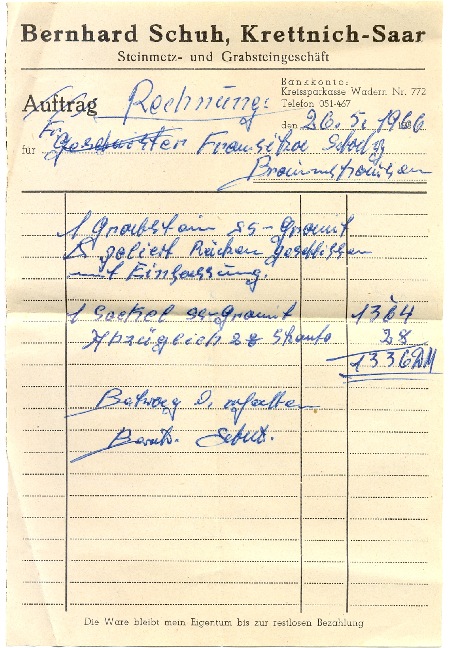 Bernhard Schuh, Krettnich-Saar
Steinmetz- und Grabsteingeschäft
Bankkonto:
Kreissparkasse Wadern Nr. 772
Telefon 051-467
Auftrag Rechnung:
den 26. 5. 1966
für Geschwister Franziska
Braunshausen
1 Grabstein SS-Granit
poliert Rücken geschliffen
mit Einfassung.
1 Sockel SS-Granit 1364
Abzüglich 2% Skonto 28
1336 DM
Betrag D. erhalten
Bernh. Schuh.
Die Ware bleibt mein Eigentum bis zur restlosen Bezahlung